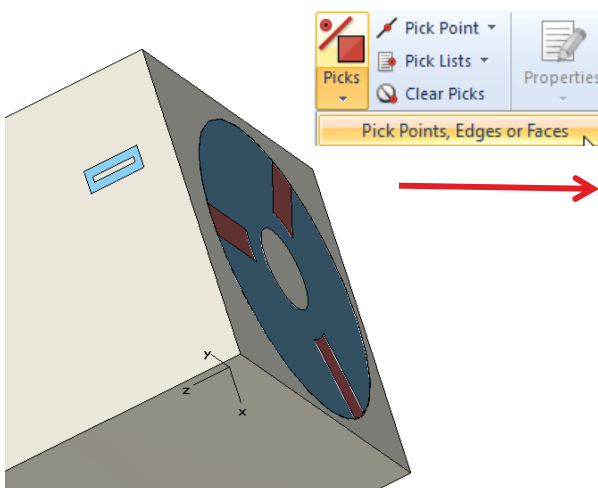 Pick Point
Pick Lists
Picks
Properties
Clear Picks
Pick Points, Edges or Faces
y
z
x